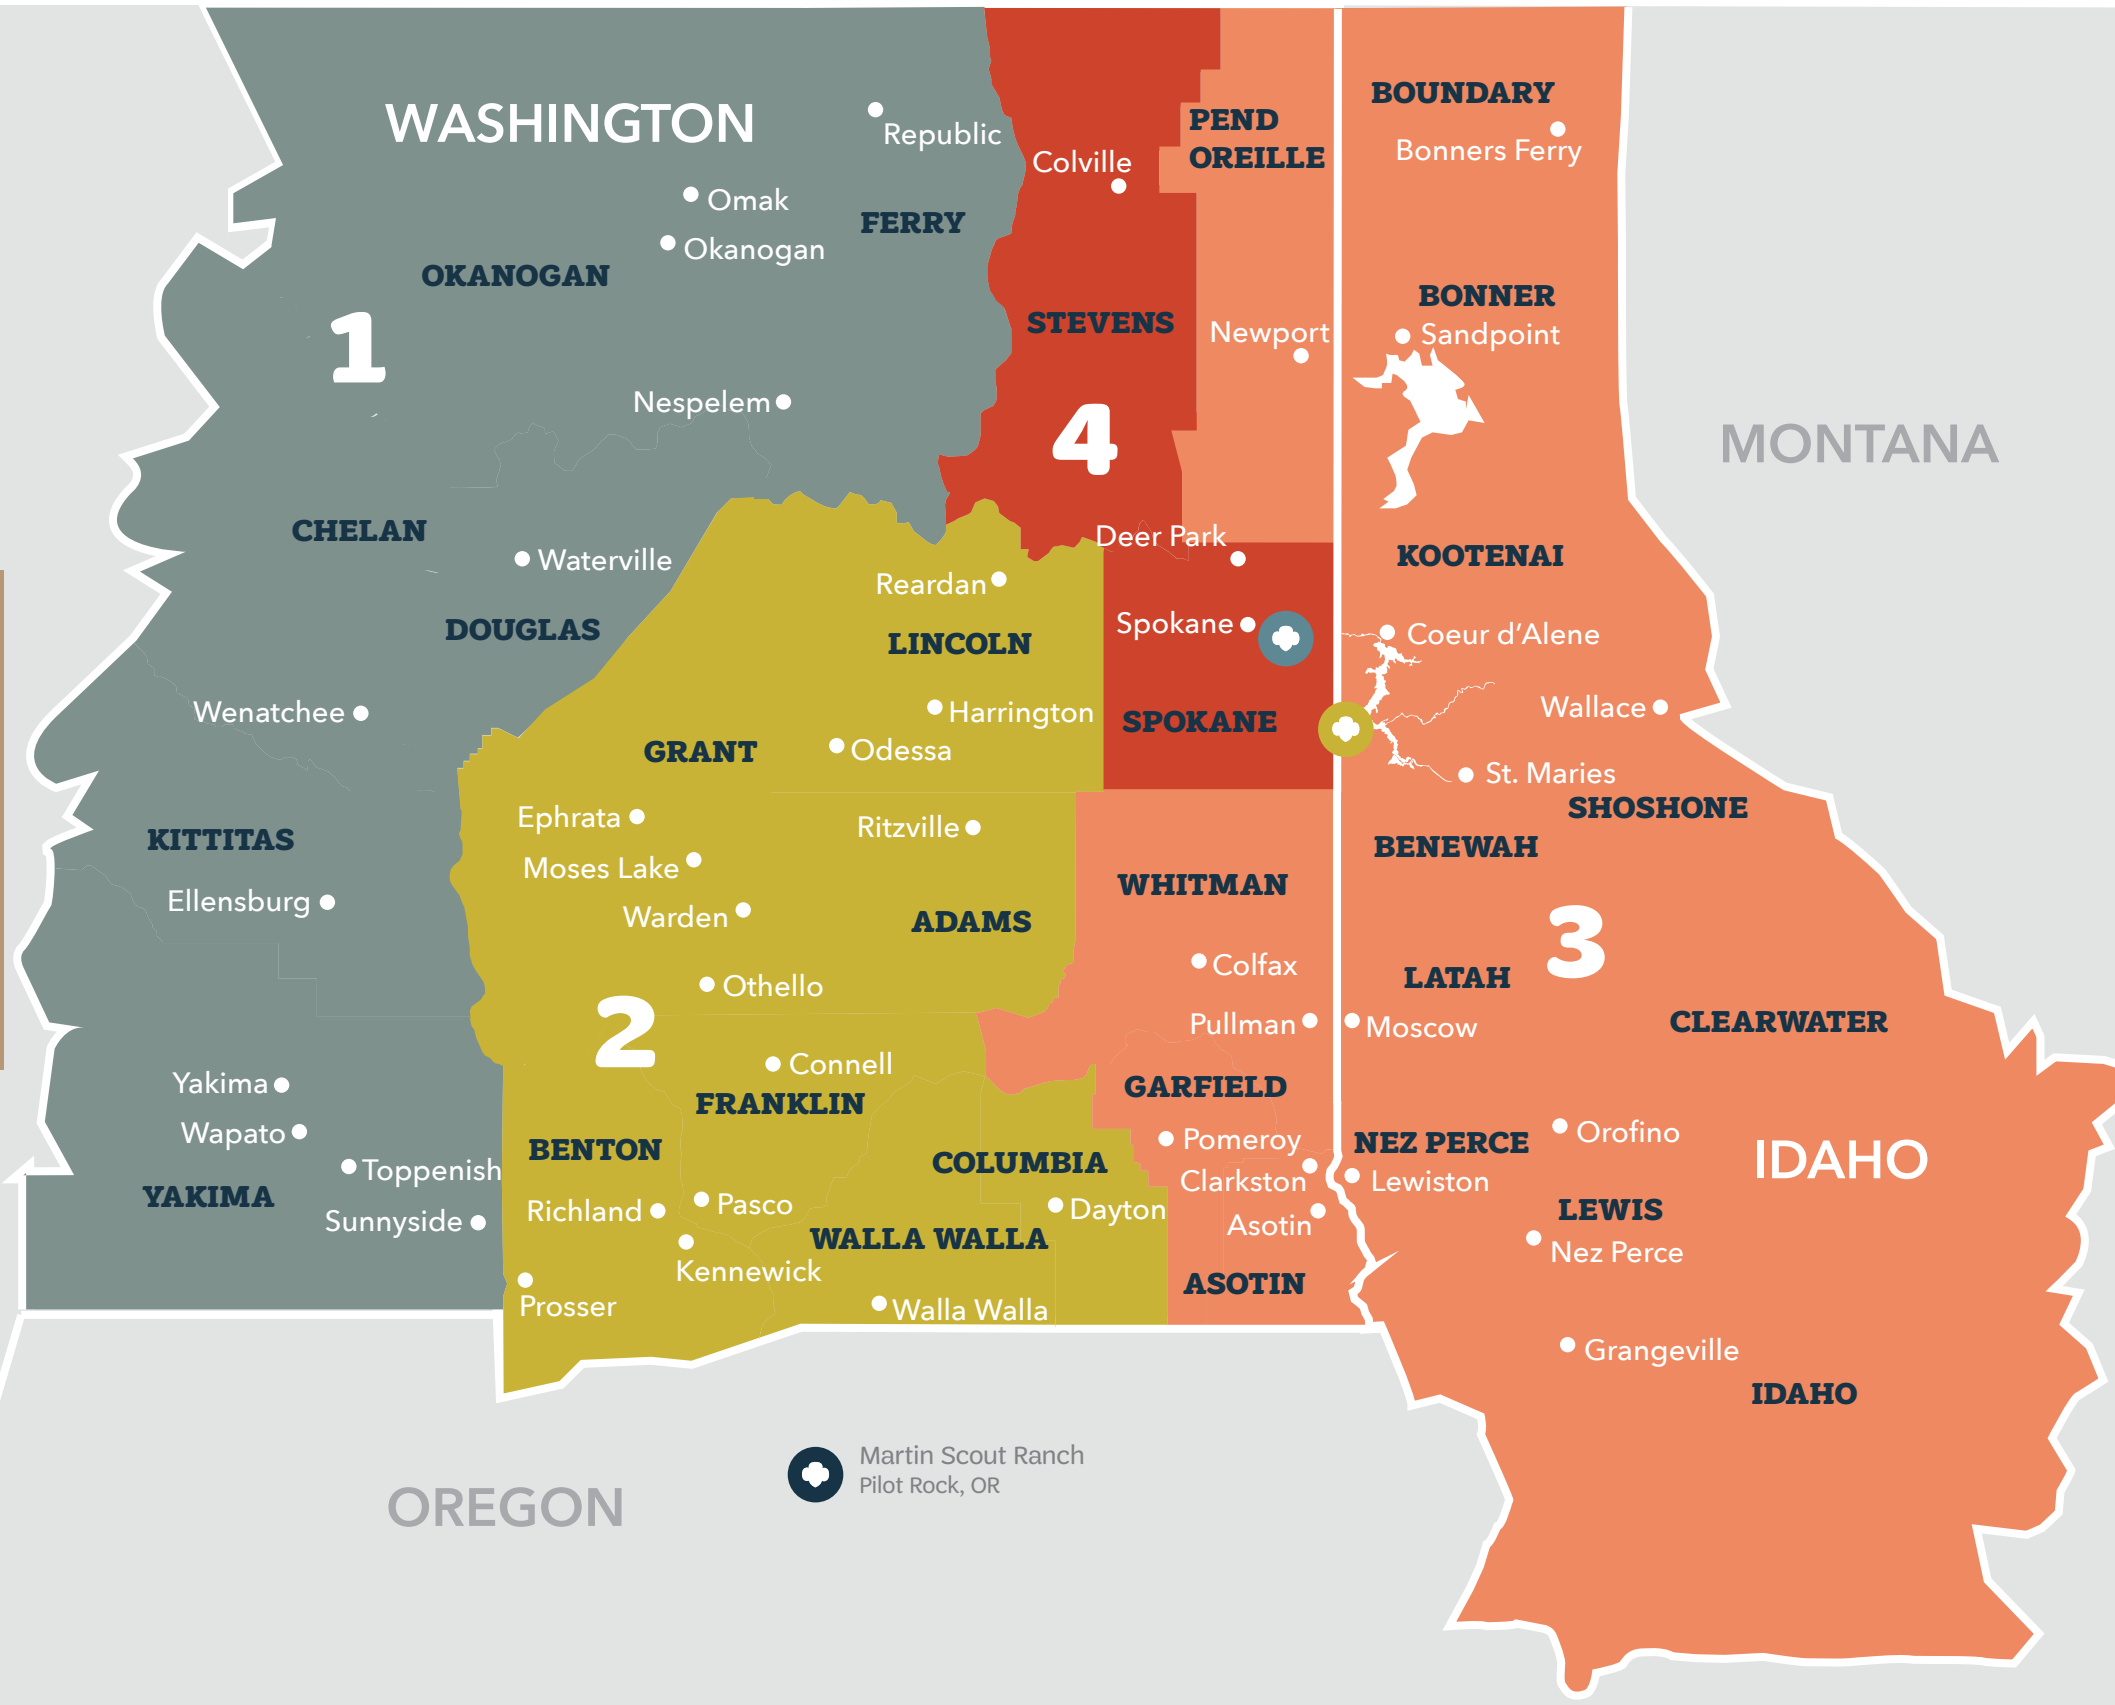 WASHINGTON
Republic
Omak
Okanogan
FERRY
OKANOGAN
1
Nespelem
CHELAN
Waterville
DOUGLAS
Wenatchee
KITTITAS
Ellensburg
Yakima
Wapato
Toppenish
YAKIMA
Sunnyside
Colville
STEVENS
4
Deer Park
Spokane
SPOKANE
Reardan
LINCOLN
Harrington
GRANT
Odessa
Ephrata
Ritzville
Moses Lake
Warden
ADAMS
Othello
2
Connell
FRANKLIN
BENTON
COLUMBIA
Richland
Pasco
Dayton
WALLA WALLA
Kennewick
Prosser
Walla Walla
PEND
OREILLE
Newport
BOUNDARY
Bonners Ferry
BONNER
Sandpoint
KOOTENAI
Coeur d’Alene
Wallace
St. Maries
SHOSHONE
BENEWAH
WHITMAN
3
Colfax
LATAH
Pullman
Moscow
CLEARWATER
GARFIELD
Pomeroy
NEZ PERCE
Orofino
IDAHO
Clarkston
Lewiston
Asotin
LEWIS
Nez Perce
ASOTIN
Grangeville
IDAHO
MONTANA
OREGON
Martin Scout Ranch
Pilot Rock, OR